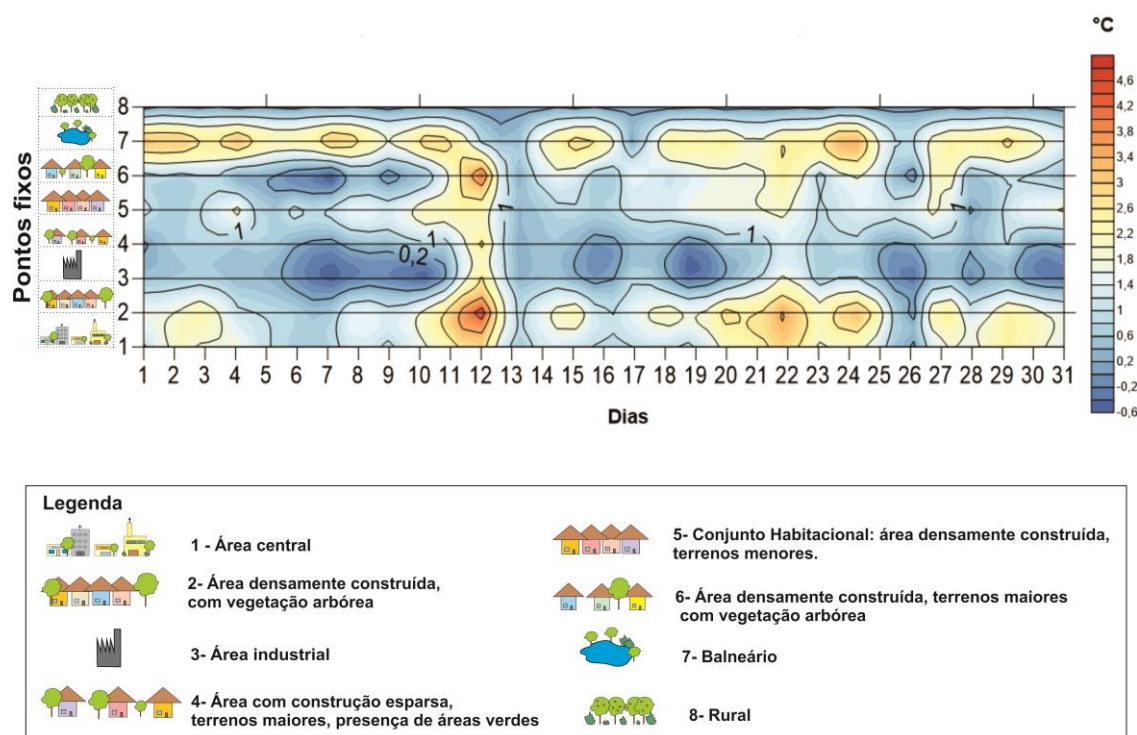 °C
4,6
4,2
3,8
3,4
3
2,6
2,2
1,8
1,4
1
0,6
0,2
-0,2
-0,6
Pontos fixos
8
7
6
5
4
3
2
1
1
1
0,2
1
1
1
1 2 3 4 5 6 7 8 9 10 11 12 13 14 15 16 17 18 19 20 21 22 23 24 25 26 27 28 29 30 31
Dias
Legenda
1 - Área central
2- Área densamente construída,
com vegetação arbórea
3- Área industrial
4- Área com construção esparsa,
terrenos maiores, presença de áreas verdes
5- Conjunto Habitacional: área densamente construída,
terrenos menores.
6- Área densamente construída, terrenos maiores
com vegetação arbórea
7- Balneário
8- Rural